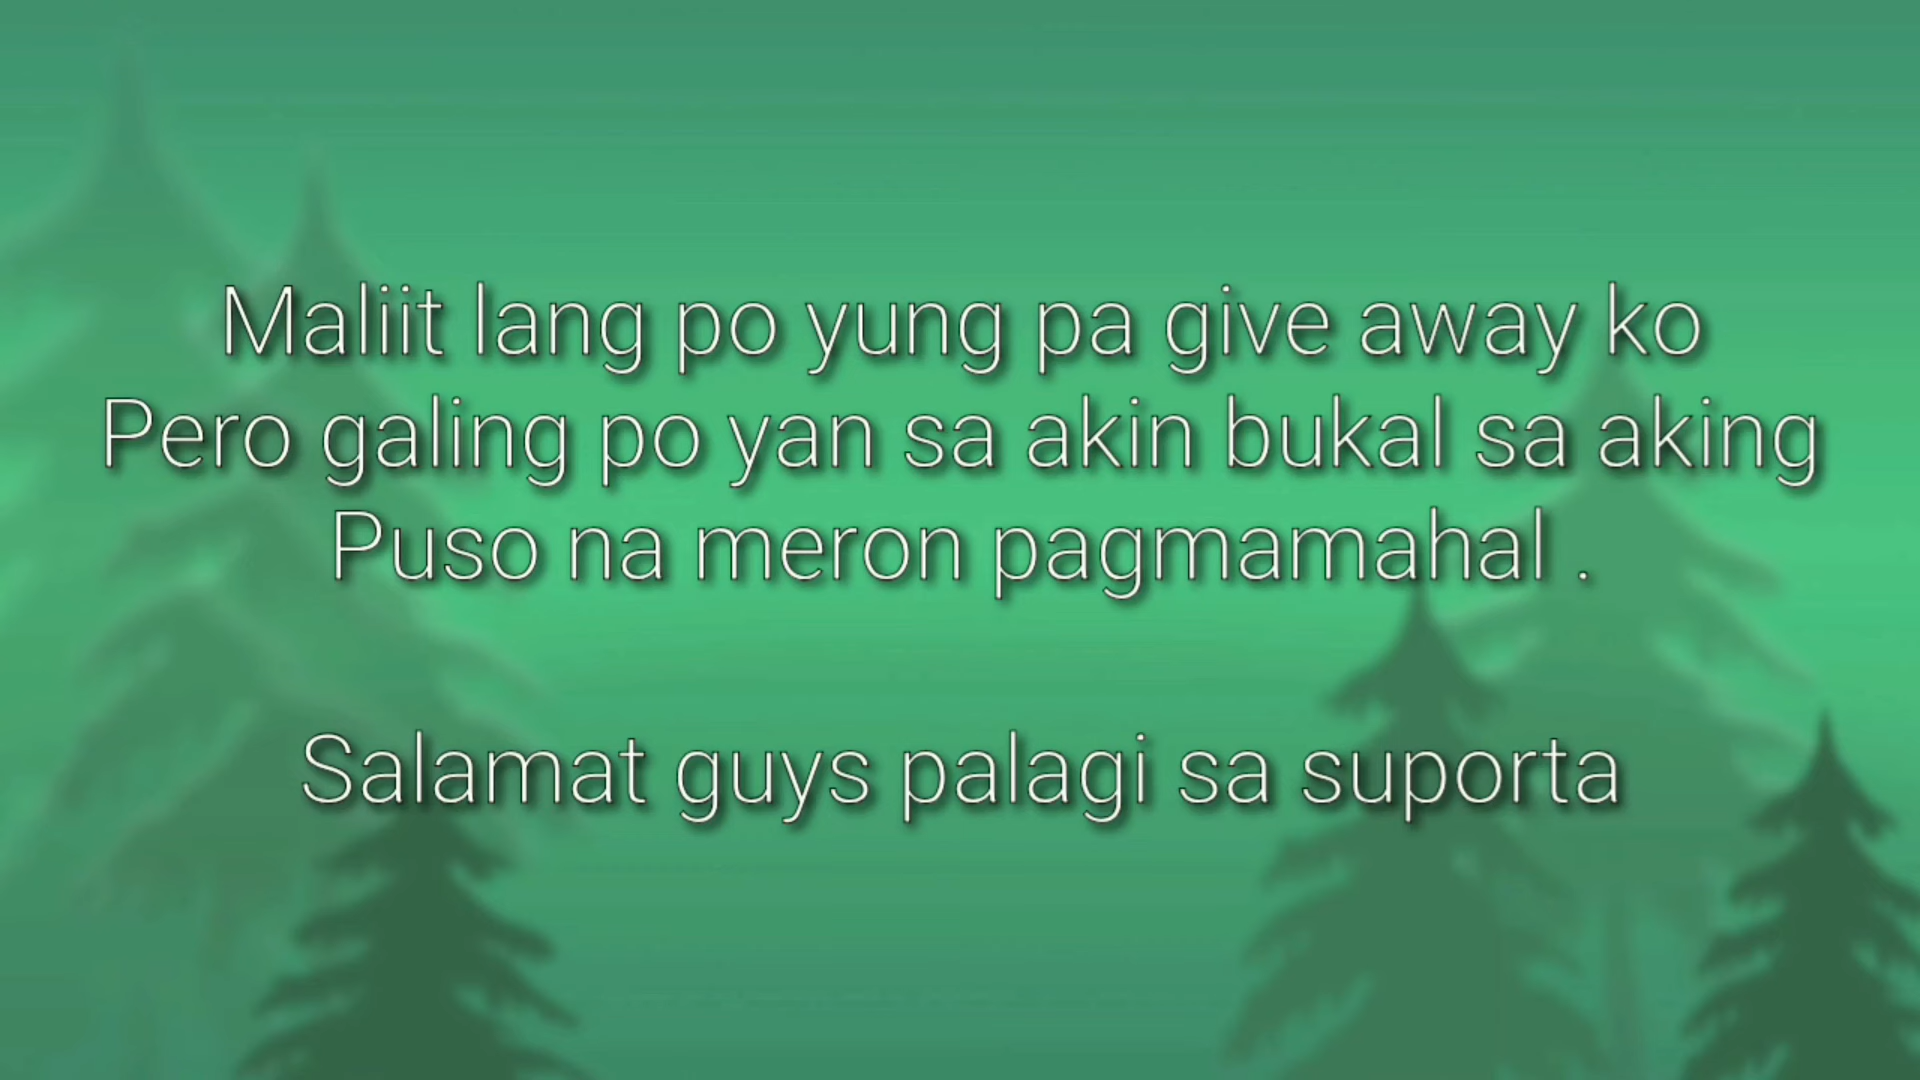 Maliit lang po yung pa give away ko
Pero galing po yan sa akin bukal sa aking
Puso na meron pagmamahal .
Salamat guys palagi sa suporta